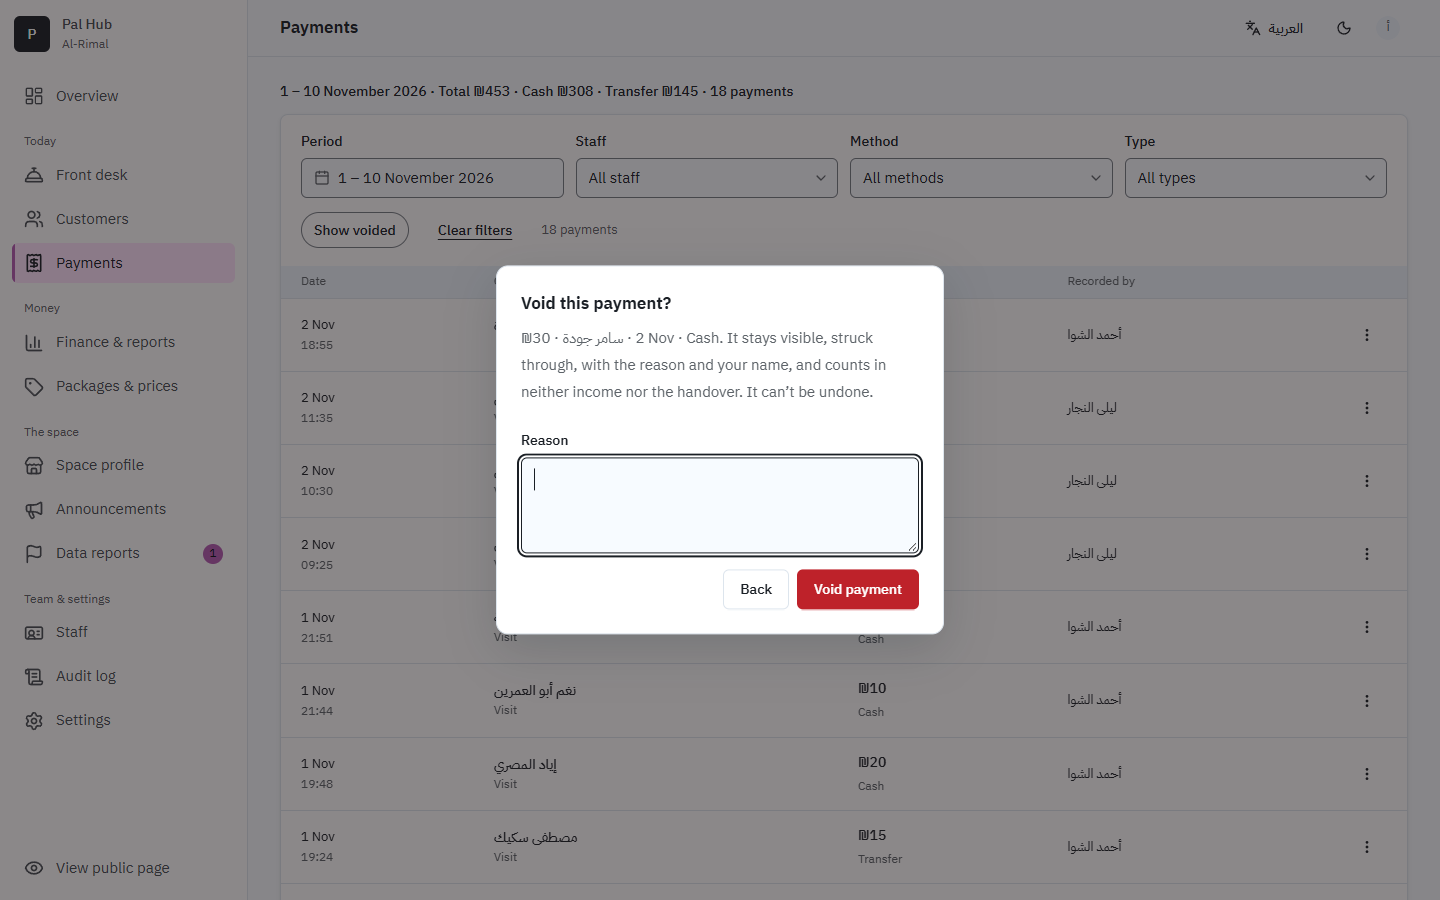 P
Pal Hub
Al-Rimal
Overview
Today
Front desk
Customers
Payments
Money
Finance & reports
Packages & prices
The space
Space profile
Announcements
Data reports 1
Team & settings
Staff
Audit log
Settings
View public page
Payments
العربية
أ
1 – 10 November 2026 · Total ₪453 · Cash ₪308 · Transfer ₪145 · 18 payments
Period Staff Method Type
1 – 10 November 2026 All staff All methods All types
Show voided Clear filters 18 payments
Date Recorded by
2 Nov
18:55
أحمد الشوا
2 Nov
11:35
ليلى النجار
2 Nov
10:30
ليلى النجار
2 Nov
09:25
ليلى النجار
1 Nov
21:51
Visit
Cash
أحمد الشوا
1 Nov
21:44
نغم أبو العمرين
Visit
₪10
Cash
أحمد الشوا
1 Nov
19:48
إياد المصري
Visit
₪20
Cash
أحمد الشوا
1 Nov
19:24
مصطفى سكيك
Visit
₪15
Transfer
أحمد الشوا
Void this payment?
₪30 · سامر جودة · 2 Nov · Cash. It stays visible, struck
through, with the reason and your name, and counts in
neither income nor the handover. It can’t be undone.
Reason
Back Void payment